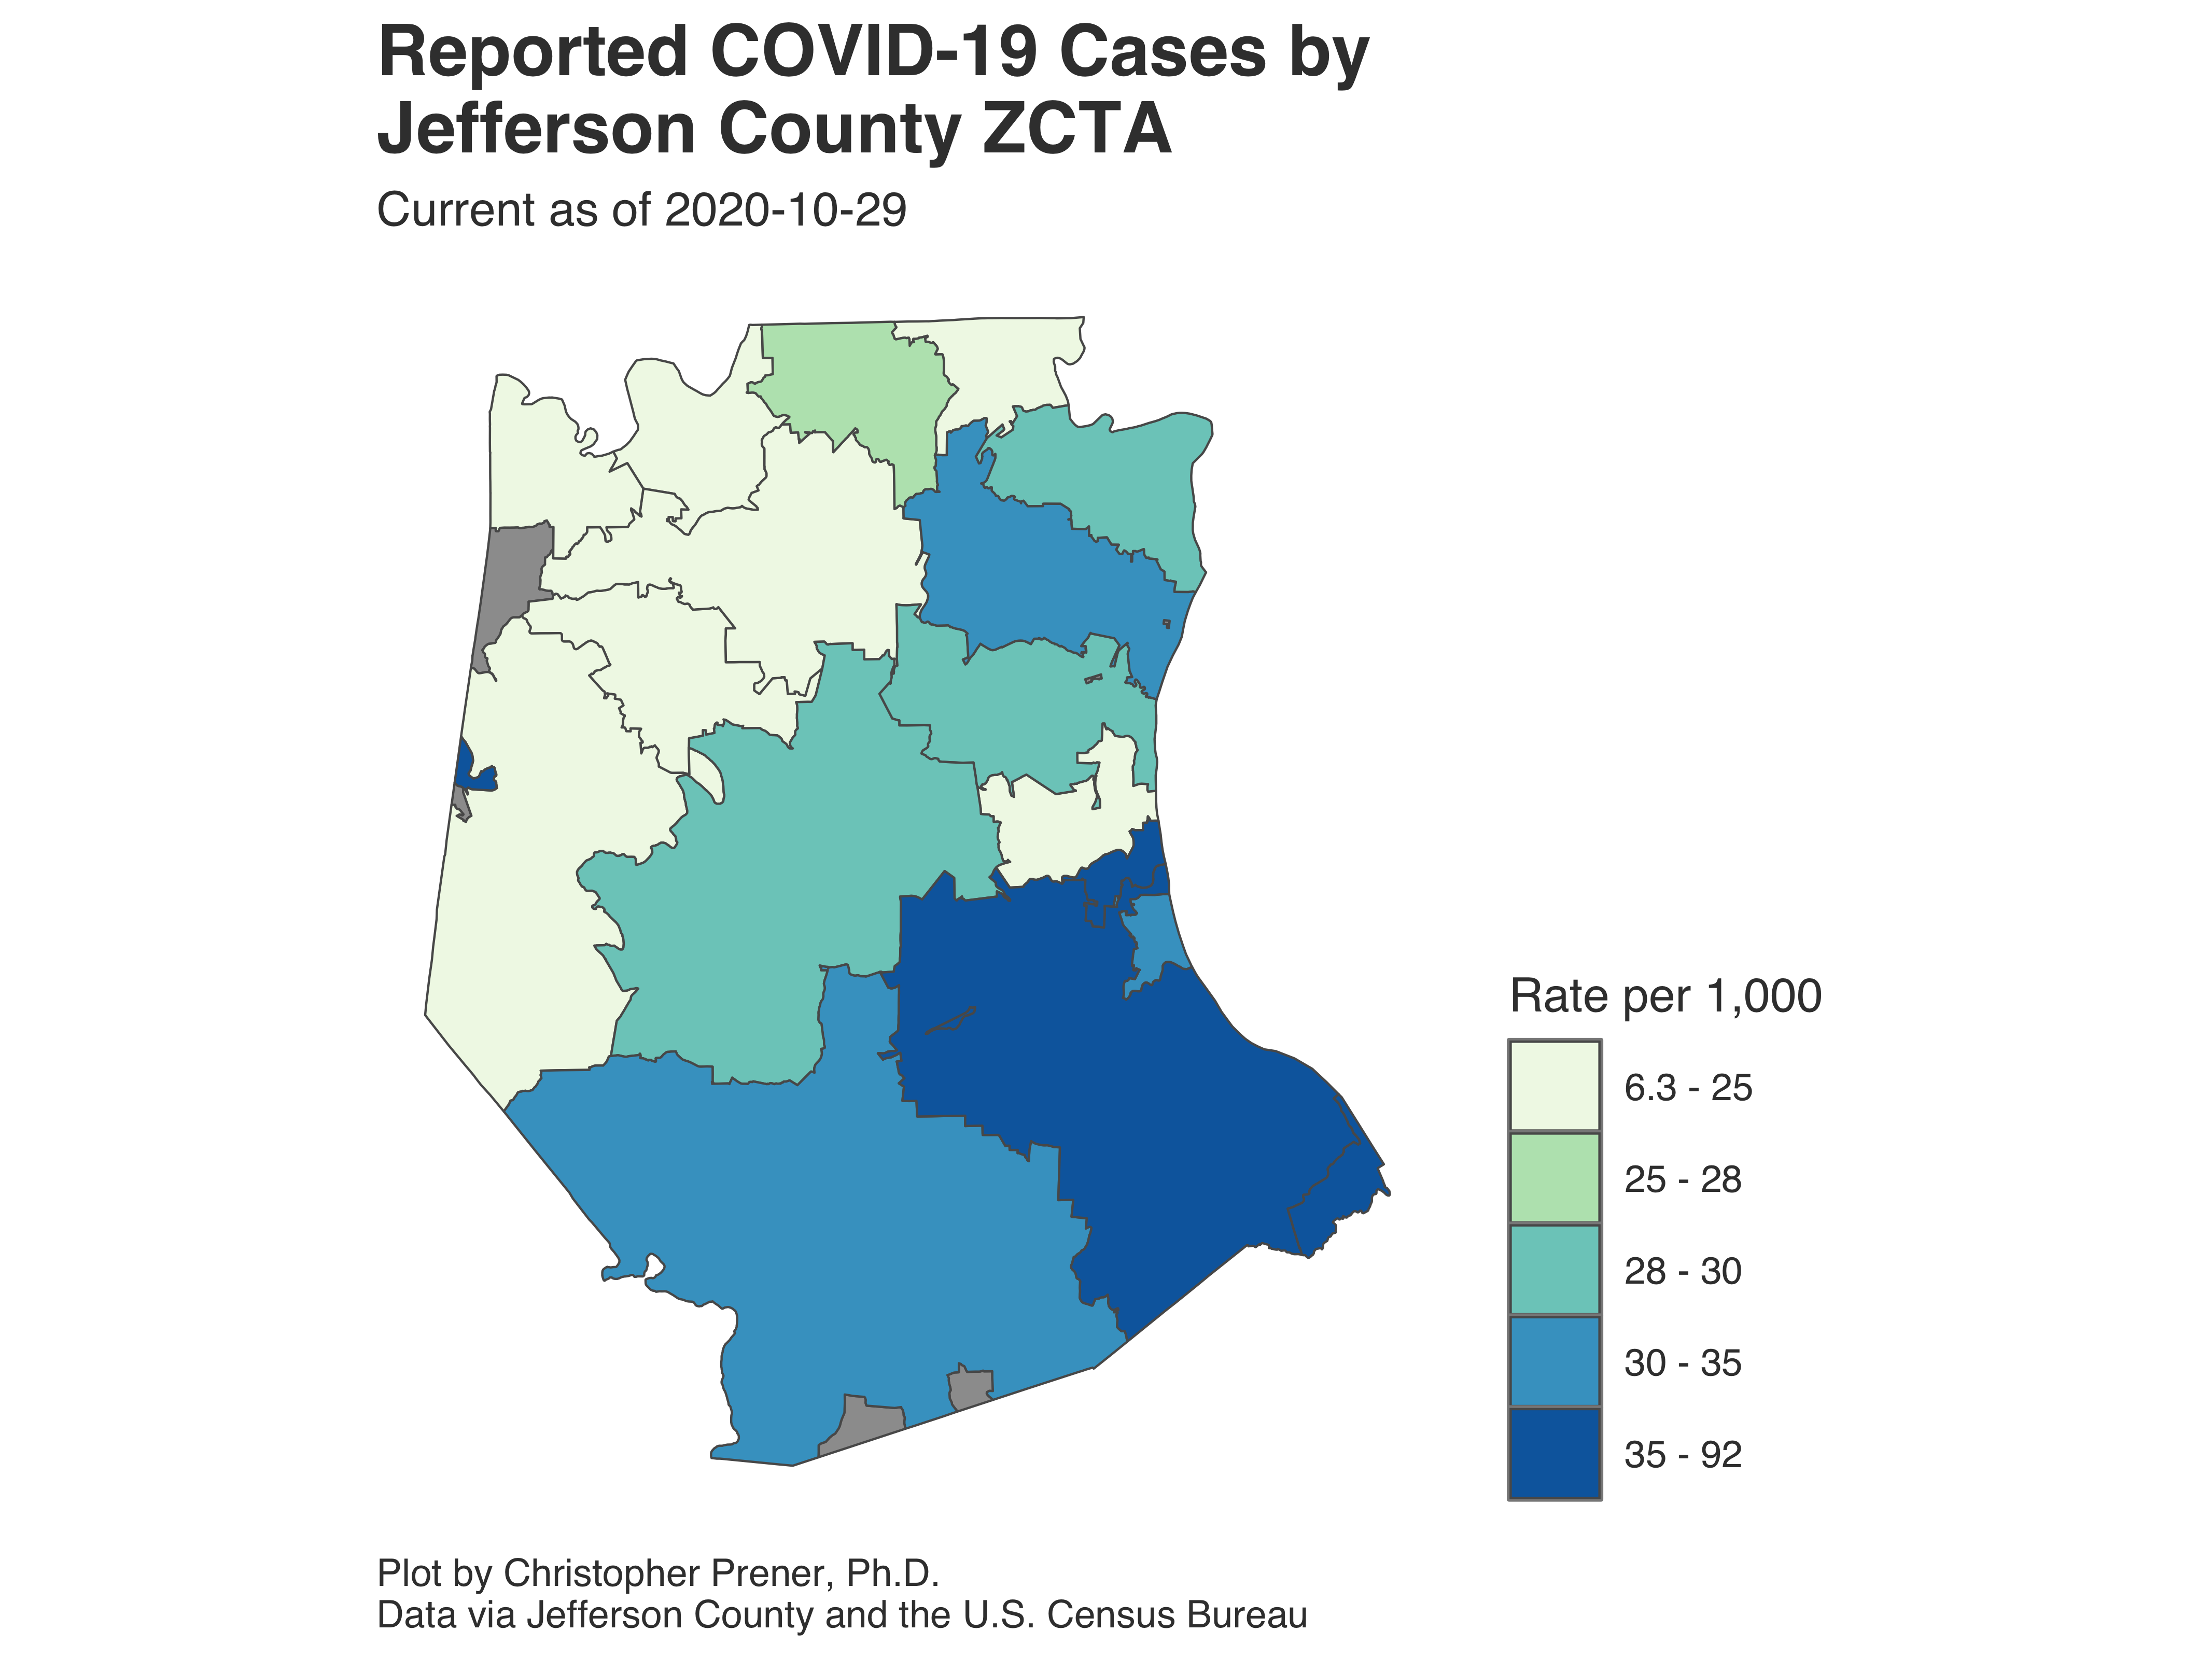 Reported COVID-19 Cases by
Jefferson County ZCTA
Current as of 2020-10-29
Rate per 1,000
6.3 - 25
25 - 28
28 - 30
30 - 35
35 - 92
Plot by Christopher Prener, Ph.D.
Data via Jefferson County and the U.S. Census Bureau